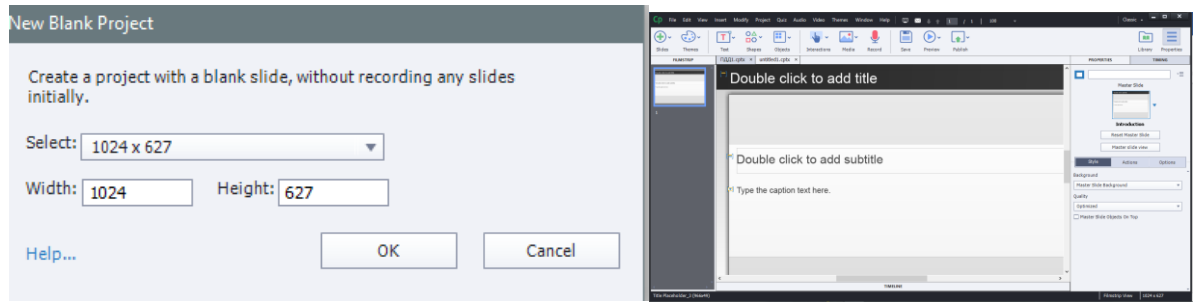 New Blank Project
Create a project with a blank slide, without recording any slides
initially.
Select: 1024 x 627
Width: 1024 Height: 627
Help... OK Cancel
Cp File Edit View Insert Modify Project Quiz Audio Video Themes Window Help
Classic
Slides Themes Text Shapes Objects Interactions Media Record Save Preview Publish Library Properties
FILMSTRIP
untitled1.cptx
PROPERTIES TIMING
Double click to add title
Double click to add subtitle
Type the caption text here.
1
Master Slide
Introduction
Reset Master Slide
Master slide view
Style Actions Options
Background
Master Slide Background
Quality
Optimized
Master Slide Objects On Top
TIMELINE
Filmstrip View 1024 x 627